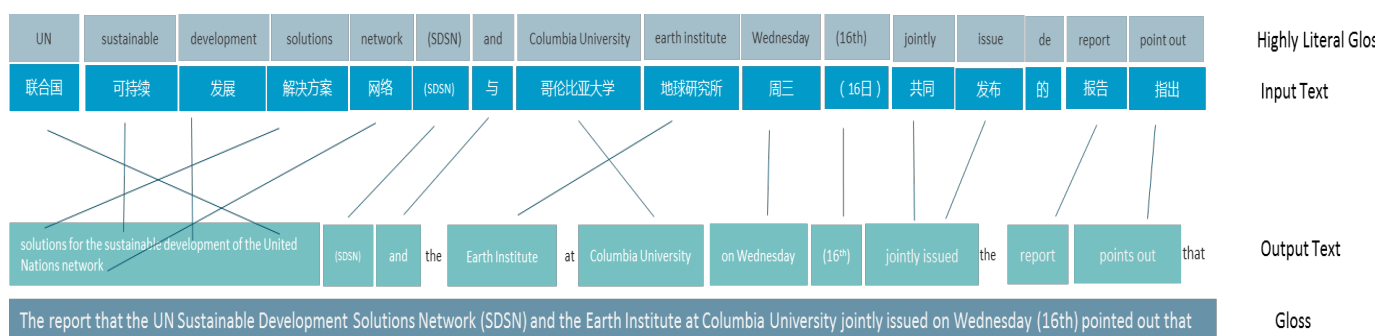 UN sustainable development solutions network (SDSN) and Columbia University earth institute Wednesday (16th) jointly issue de report point out Highly Literal Glos
联合国 可持续 发展 解决方案 网络 (SDSN) 与 哥伦比亚大学 地球研究所 周三 （16日） 共同 发布 的 报告 指出 Input Text
solutions for the sustainable development of the United
Nations network
(SDSN) and the Earth Institute at Columbia University on Wednesday (16th) jointly issued the report points out that Output Text
The report that the UN Sustainable Development Solutions Network (SDSN) and the Earth Institute at Columbia University jointly issued on Wednesday (16th) pointed out that Gloss